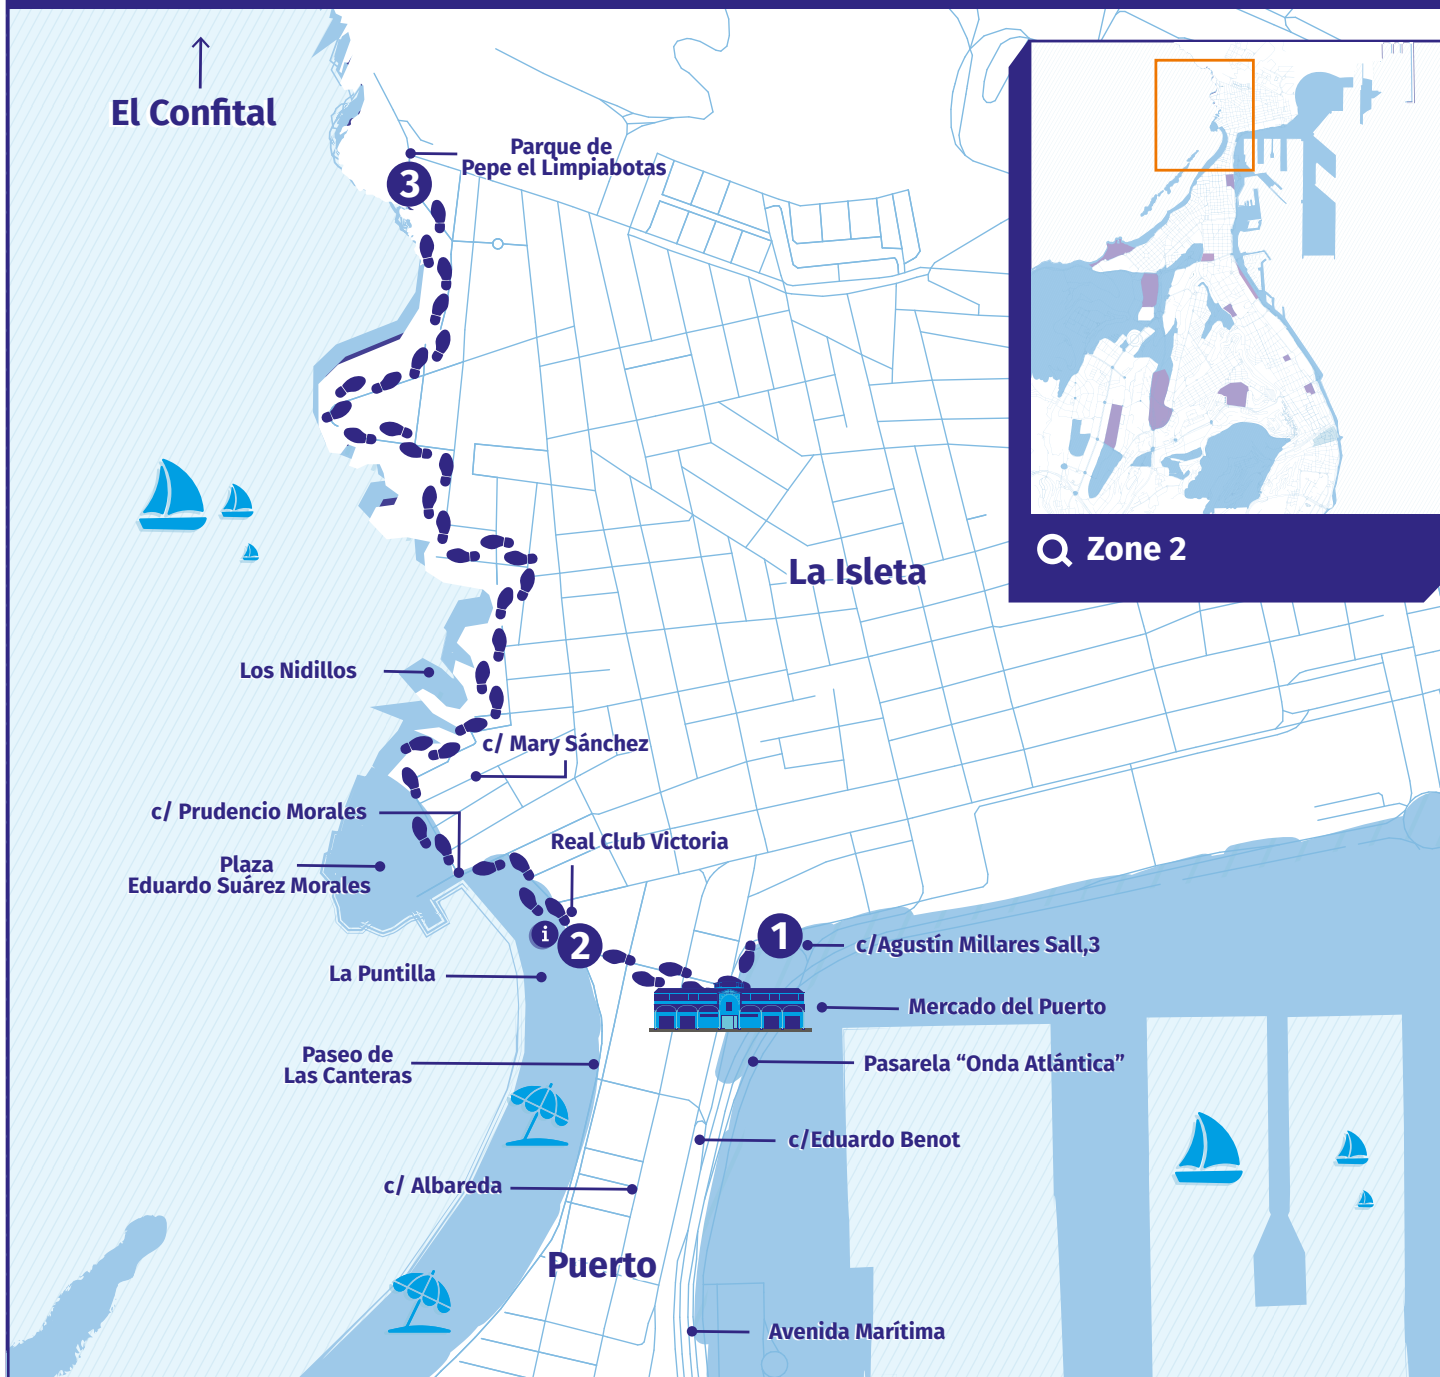 El Confital
Parque de
Pepe el Limpiabotas
3
Zone 2
La Isleta
Los Nidillos
c/ Mary Sánchez
c/ Prudencio Morales
Real Club Victoria
Plaza
Eduardo Suárez Morales
i
2
1
c/Agustín Millares Sall,3
La Puntilla
Mercado del Puerto
Paseo de
Las Canteras
Pasarela “Onda Atlántica”
c/Eduardo Benot
c/ Albareda
Puerto
Avenida Marítima